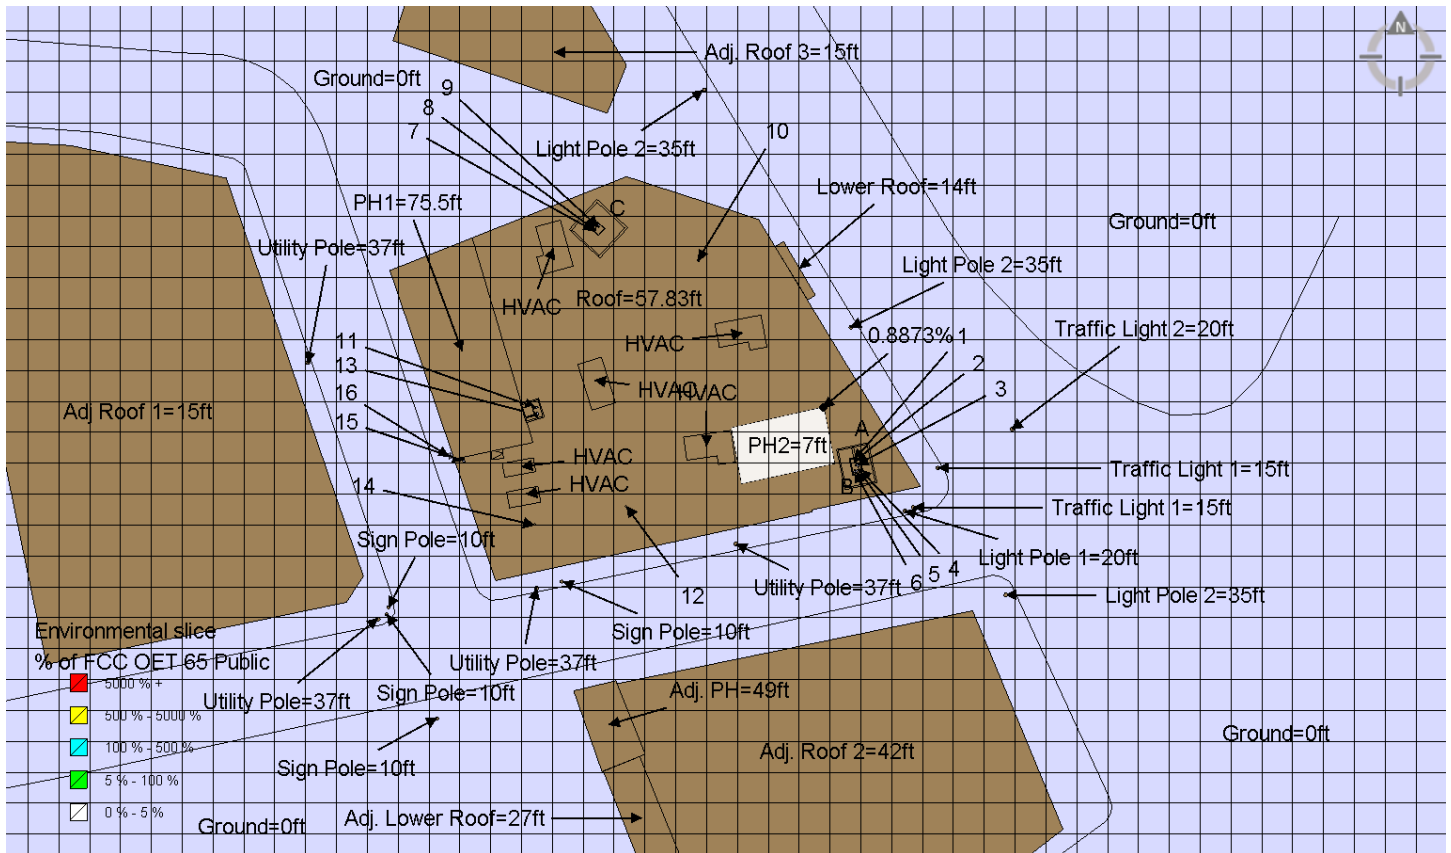 N
Adj. Roof 3=15ft
Ground=0ft
9
8
7
10
Light Pole 2=35ft
Lower Roof=14ft
PH1=75.5ft
C
Ground=0ft
Utility Pole=37ft
Light Pole 2=35ft
HVAC
Roof=57.83ft
Traffic Light 2=20ft
0.8873%
1
11
HVAC
2
13
HVAC
HVAC
3
16
Adj Roof 1=15ft
15
A
PH2=7ft
HVAC
Traffic Light 1=15ft
14
HVAC
B
Traffic Light 1=15ft
Sign Pole=10ft
Light Pole 1=20ft
4
5
6
Utility Pole=37ft
12
Light Pole 2=35ft
Sign Pole=10ft
Environmental slice
% of FCC OET 65 Public
Utility Pole=37ft
5000 % +
Sign Pole=10ft
Adj. PH=49ft
Utility Pole=37ft
500 % - 5000 %
Ground=0ft
100 % - 500 %
Adj. Roof 2=42ft
Sign Pole=10ft
5 % - 100 %
0 % - 5 %
Adj. Lower Roof=27ft
Ground=0ft